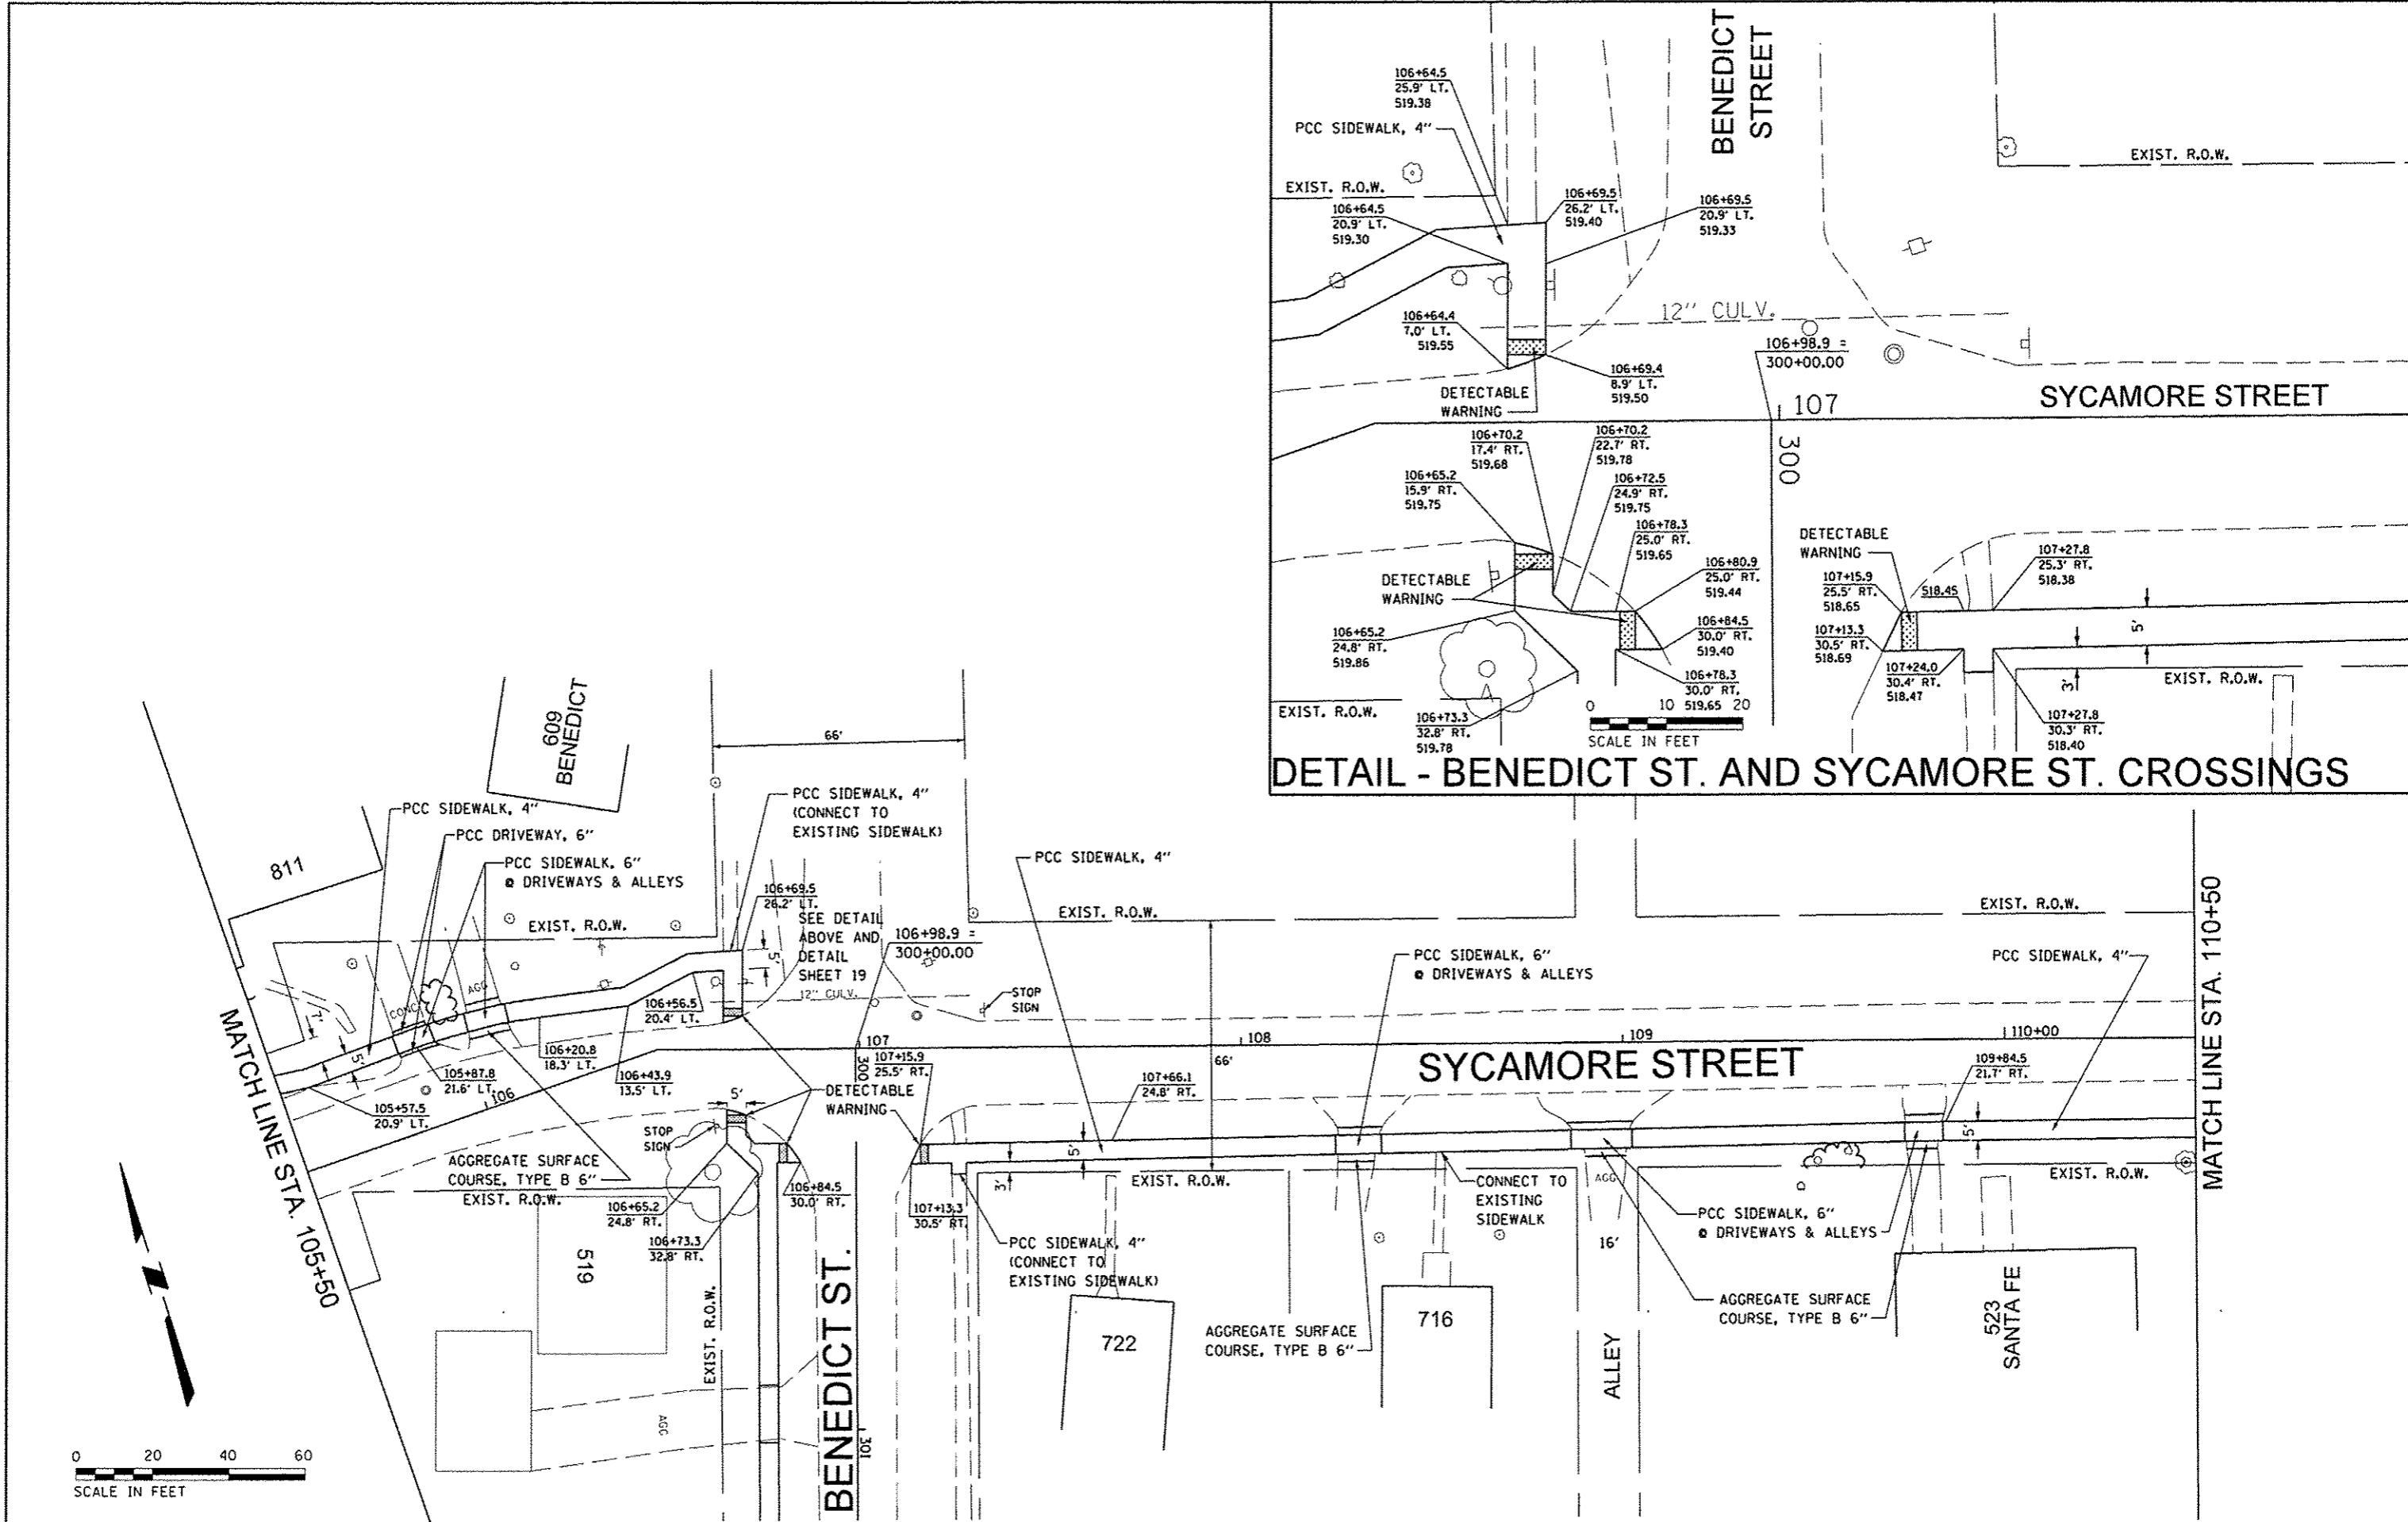 BENEDICT
STREET
106+64.5
25.9' LT.
519.38
PCC SIDEWALK, 4"
EXIST. R.O.W.
EXIST. R.O.W.
106+64.5
20.9' LT.
519.30
106+69.5
26.2' LT.
519.40
106+69.5
20.9' LT.
519.33
106+64.4
7.0' LT.
519.55
12" CULV.
106+98.9 =
300+00.00
106+69.4
8.9' LT.
519.50
DETECTABLE
WARNING
107
SYCAMORE STREET
300
106+70.2
17.4' RT.
519.68
106+70.2
22.7' RT.
519.78
106+65.2
15.9' RT.
519.75
106+72.5
24.9' RT.
519.75
106+78.3
25.0' RT.
519.65
DETECTABLE
WARNING
106+80.9
25.0' RT.
519.44
106+65.2
24.8' RT.
519.86
106+84.5
30.0' RT.
519.40
106+78.3
30.0' RT.
519.65
EXIST. R.O.W.
106+73.3
32.8' RT.
519.78
0 10 20
SCALE IN FEET
DETECTABLE
WARNING
107+15.9
25.5' RT.
518.65
518.45
107+27.8
25.3' RT.
518.38
107+13.3
30.5' RT.
518.69
107+24.0
30.4' RT.
518.47
5'
3'
EXIST. R.O.W.
107+27.8
30.3' RT.
518.40
DETAIL - BENEDICT ST. AND SYCAMORE ST. CROSSINGS
609
BENEDICT
66'
PCC SIDEWALK, 4"
PCC DRIVEWAY, 6"
PCC SIDEWALK, 6"
@ DRIVEWAYS & ALLEYS
811
PCC SIDEWALK, 4"
(CONNECT TO
EXISTING SIDEWALK)
PCC SIDEWALK, 4"
106+69.5
26.2' LT.
SEE DETAIL
ABOVE AND
DETAIL
SHEET 19
EXIST. R.O.W.
106+98.9 =
300+00.00
EXIST. R.O.W.
EXIST. R.O.W.
5'
PCC SIDEWALK, 6"
@ DRIVEWAYS & ALLEYS
PCC SIDEWALK, 4"
MATCH LINE STA. 110+50
AGG
CONC
7'
5'
12" CULV.
STOP
SIGN
106+56.5
20.4' LT.
106+20.8
18.3' LT.
106+43.9
13.5' LT.
105+87.8
21.6' LT.
105+57.5
20.9' LT.
106
107
300
108
66'
109
110+00
SYCAMORE STREET
107+15.9
25.5' RT.
107+66.1
24.8' RT.
109+84.5
21.7' RT.
DETECTABLE
WARNING
5'
STOP
SIGN
MATCH LINE STA. 105+50
AGGREGATE SURFACE
COURSE, TYPE B 6"
EXIST. R.O.W.
106+65.2
24.8' RT.
106+73.3
32.8' RT.
106+84.5
30.0' RT.
107+13.3
30.5' RT.
3'
5'
EXIST. R.O.W.
CONNECT TO
EXISTING
SIDEWALK
AGG
16'
5'
EXIST. R.O.W.
PCC SIDEWALK, 6"
@ DRIVEWAYS & ALLEYS
PCC SIDEWALK, 4"
(CONNECT TO
EXISTING SIDEWALK)
519
EXIST. R.O.W.
BENEDICT ST.
722
AGGREGATE SURFACE
COURSE, TYPE B 6"
716
ALLEY
AGGREGATE SURFACE
COURSE, TYPE B 6"
523
SANTA FE
AGG
301
N
0 20 40 60
SCALE IN FEET